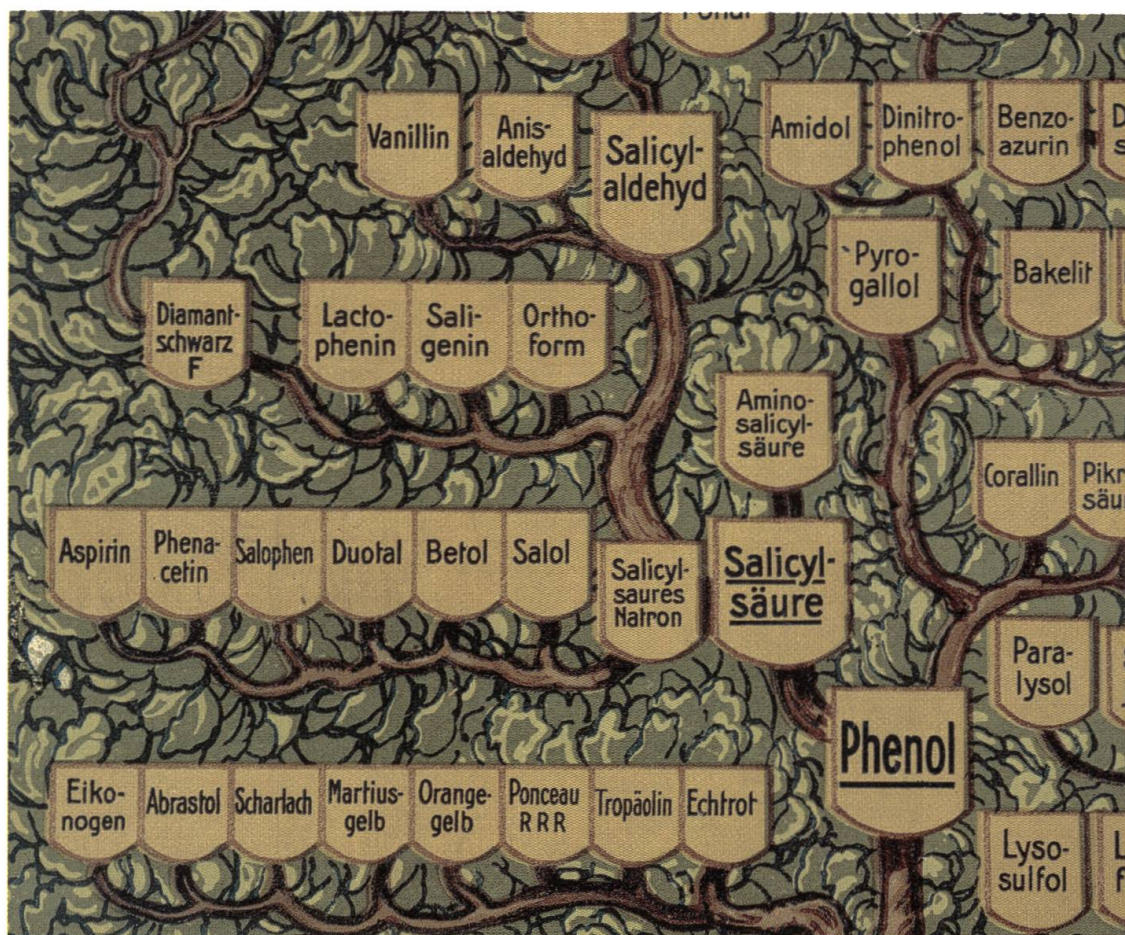 Vanillin
Anis-
aldehyd
Salicyl-
aldehyd
Amidol
Dinitro-
phenol
Benzo-
azurin
Pyro-
gallol
Bakelit
Diamant-
schwarz
F
Lacto-
phenin
Sali-
genin
Ortho-
form
Amino-
salicyl-
säure
Corallin
Aspirin
Phena-
cetin
Salophen
Duotal
Betol
Salol
Salicyl-
saures
Natron
Salicyl-
säure
Para-
lysol
Phenol
Eiko-
nogen
Abrastol
Scharlach
Martius-
gelb
Orange-
gelb
Ponceau
RRR
Tropäolin
Echtrot
Lyso-
sulfol